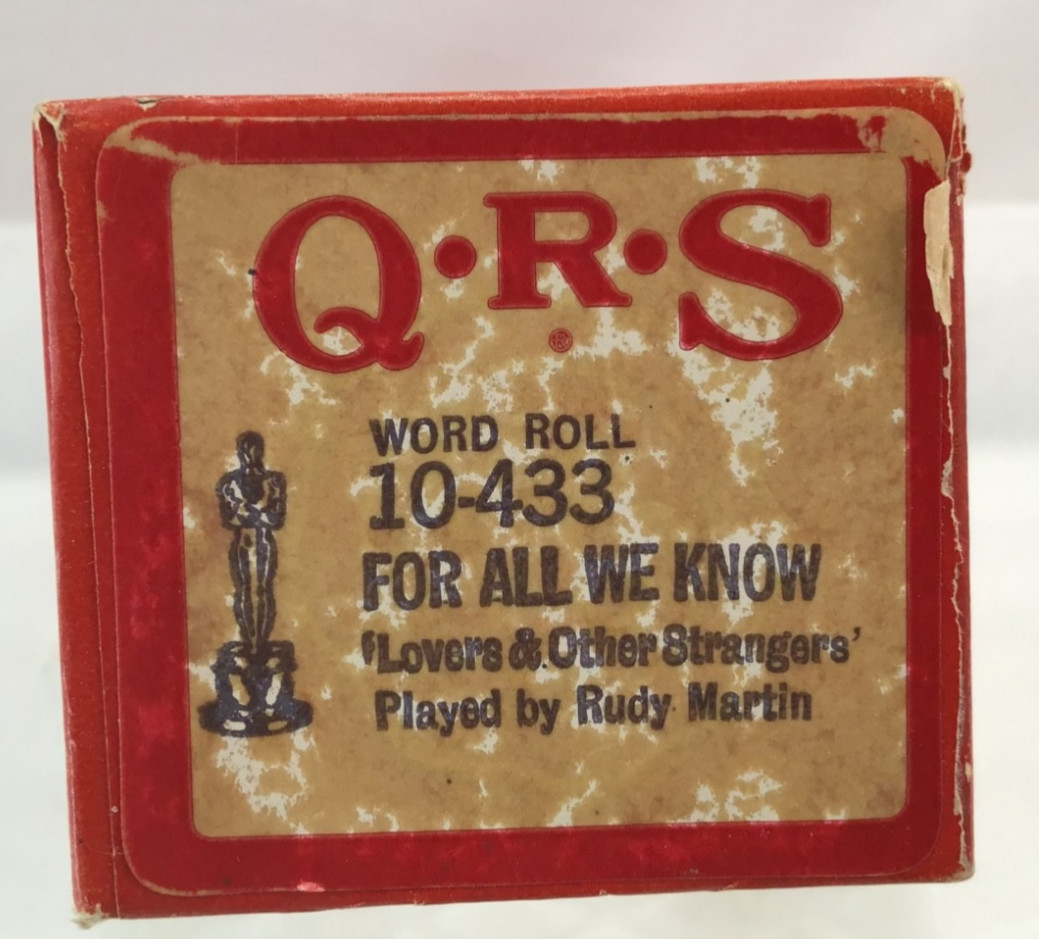 Q·R·S
®
WORD ROLL
10-433
FOR ALL WE KNOW
'Lovers & Other Strangers'
Played by Rudy Martin